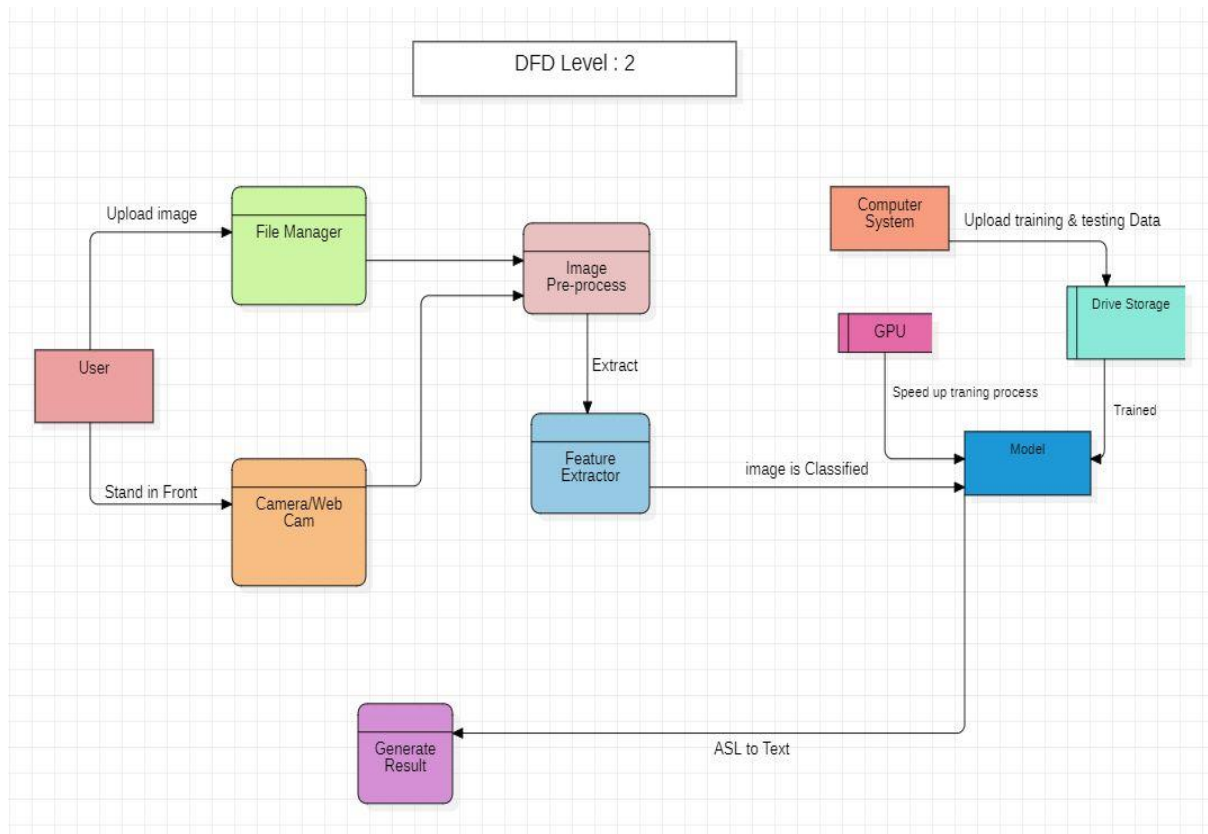 DFD Level : 2
Upload image
File Manager
Computer
System
Upload training & testing Data
Image
Pre-process
Drive Storage
GPU
User
Extract
Speed up traning process
Trained
Feature
Extractor
Model
image is Classified
Stand in Front
Camera/Web
Cam
Generate
Result
ASL to Text